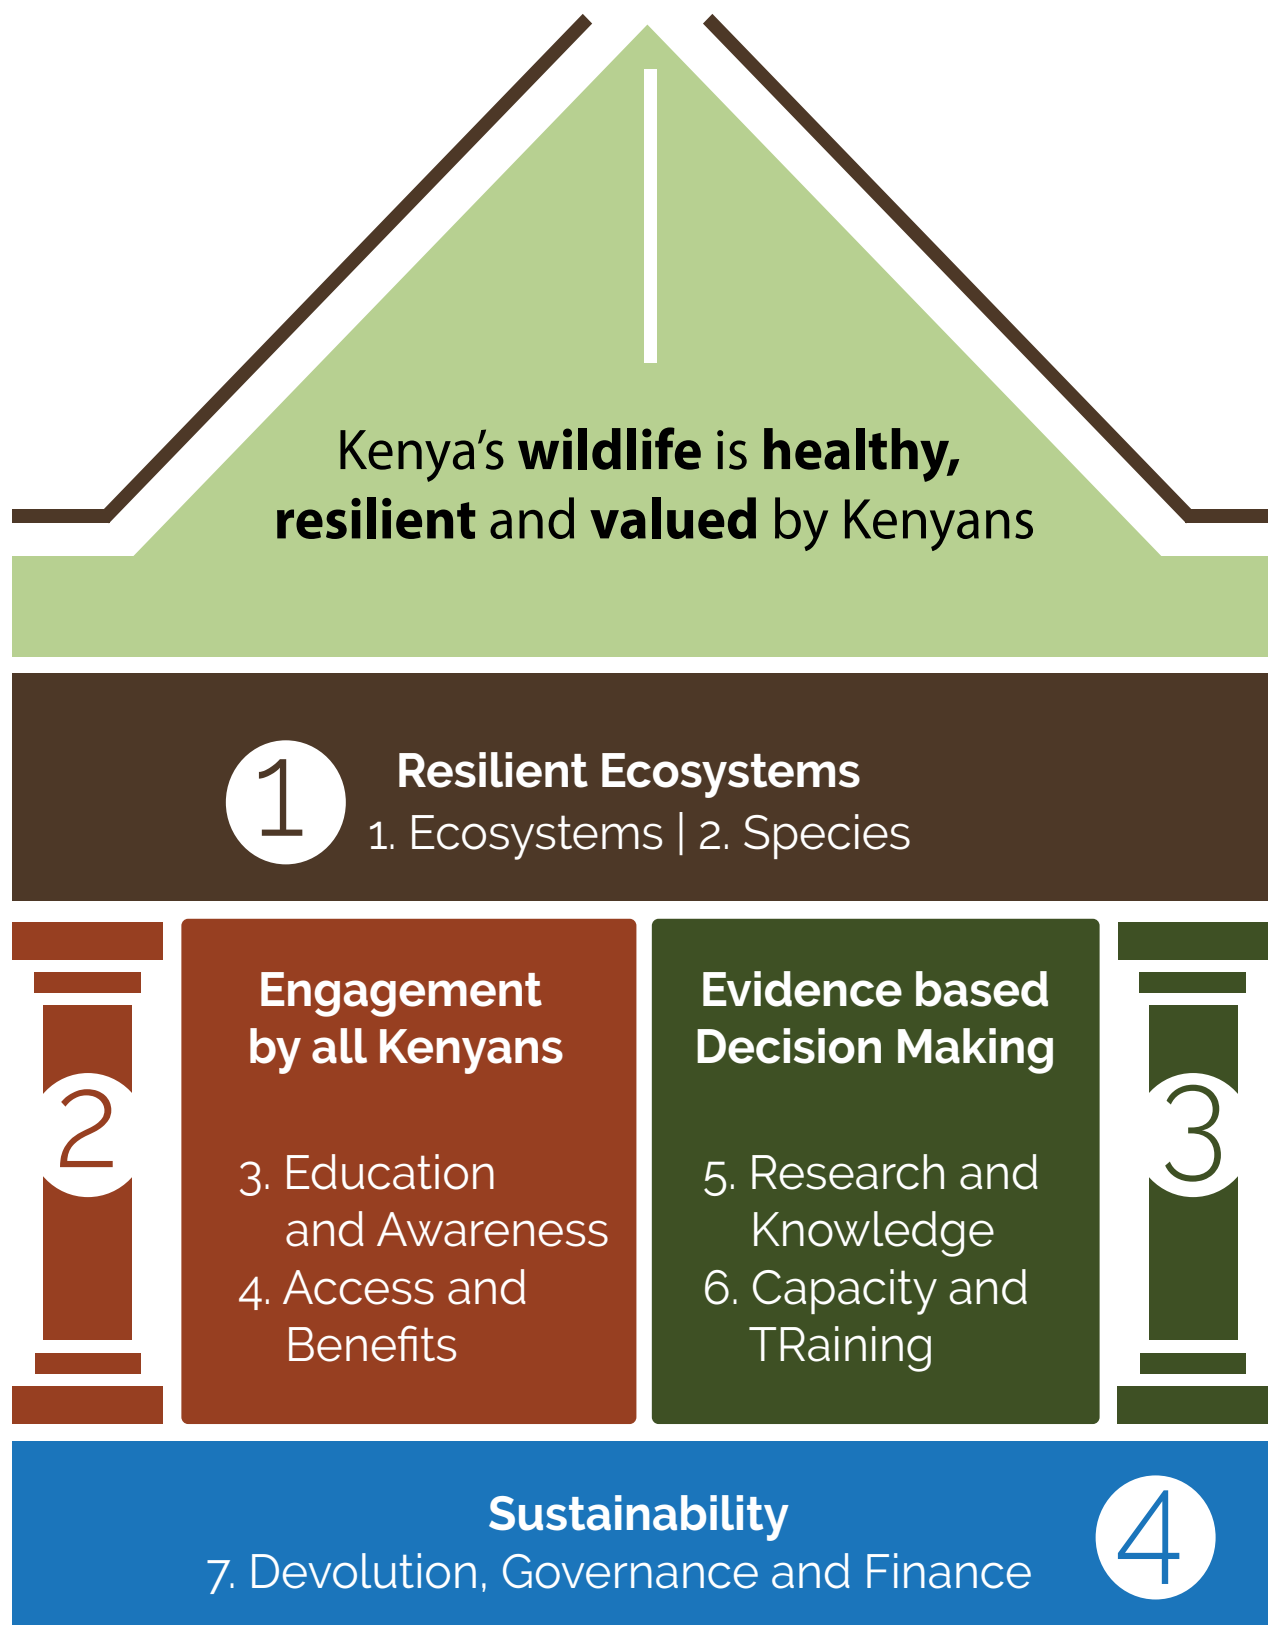 Kenya's wildlife is healthy,
resilient and valued by Kenyans
1
Resilient Ecosystems
1. Ecosystems | 2. Species
2
Engagement
by all Kenyans
3. Education
and Awareness
4. Access and
Benefits
Evidence based
Decision Making
5. Research and
Knowledge
6. Capacity and
TRaining
3
Sustainability
7. Devolution, Governance and Finance
4